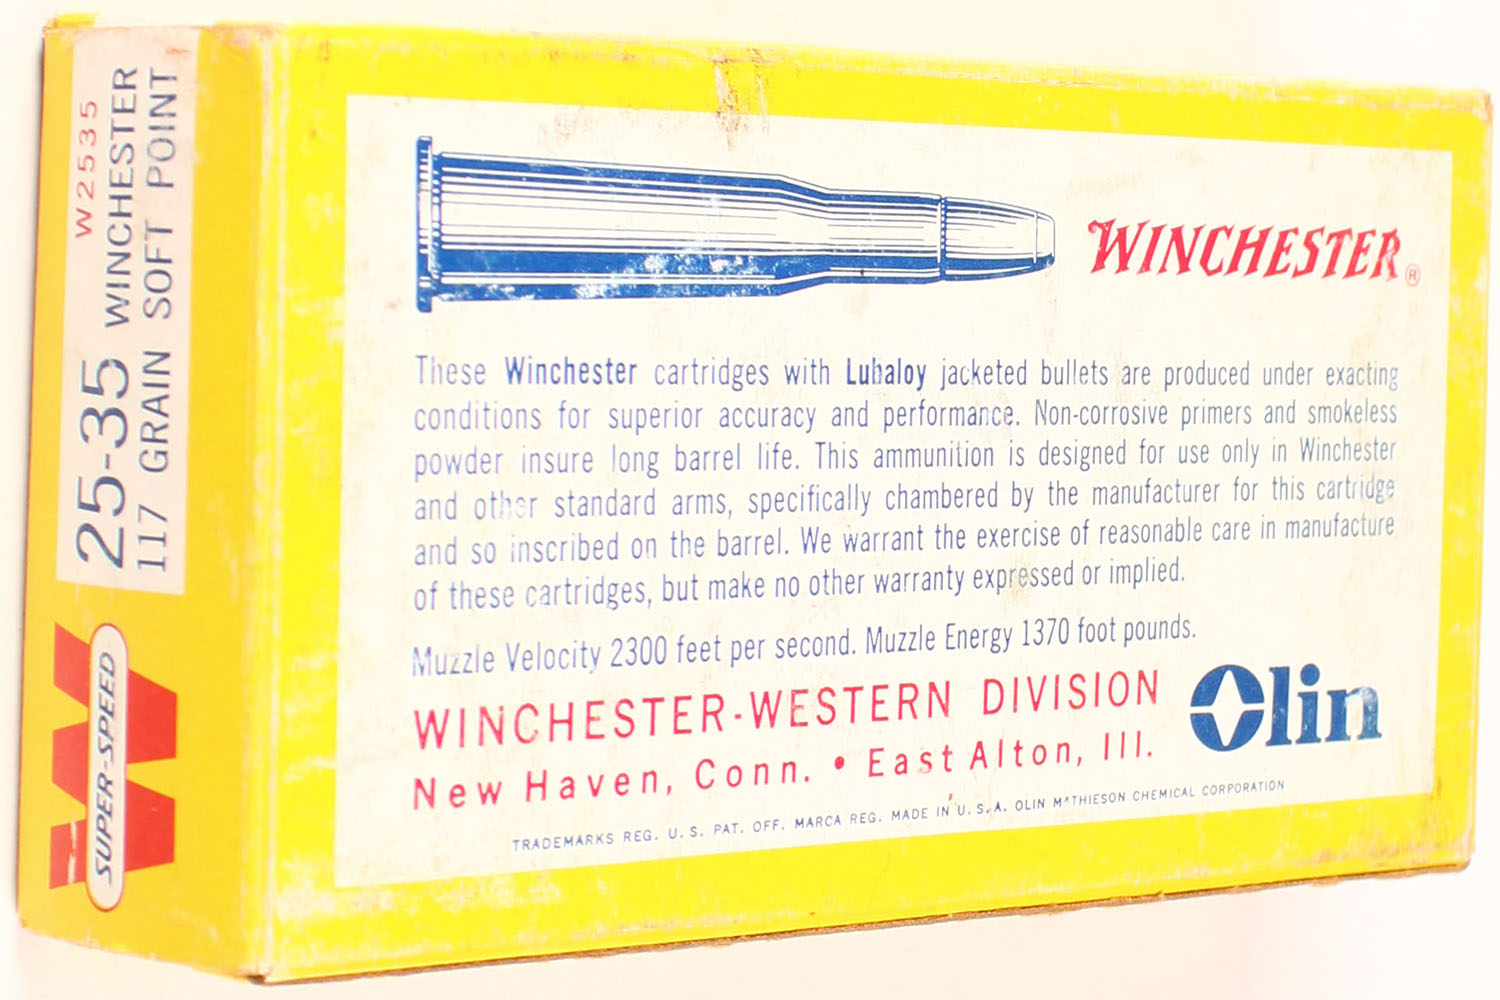 W2535
25-35 WINCHESTER
117 GRAIN SOFT POINT
W
SUPER-SPEED
WINCHESTER®
These Winchester cartridges with Lubaloy jacketed bullets are produced under exacting
conditions for superior accuracy and performance. Non-corrosive primers and smokeless
powder insure long barrel life. This ammunition is designed for use only in Winchester
and other standard arms, specifically chambered by the manufacturer for this cartridge
and so inscribed on the barrel. We warrant the exercise of reasonable care in manufacture
of these cartridges, but make no other warranty expressed or implied.
Muzzle Velocity 2300 feet per second. Muzzle Energy 1370 foot pounds.
WINCHESTER-WESTERN DIVISION
New Haven, Conn. • East Alton, Ill.
Olin
TRADEMARKS REG. U. S. PAT. OFF. MARCA REG. MADE IN U. S. A. OLIN MATHIESON CHEMICAL CORPORATION